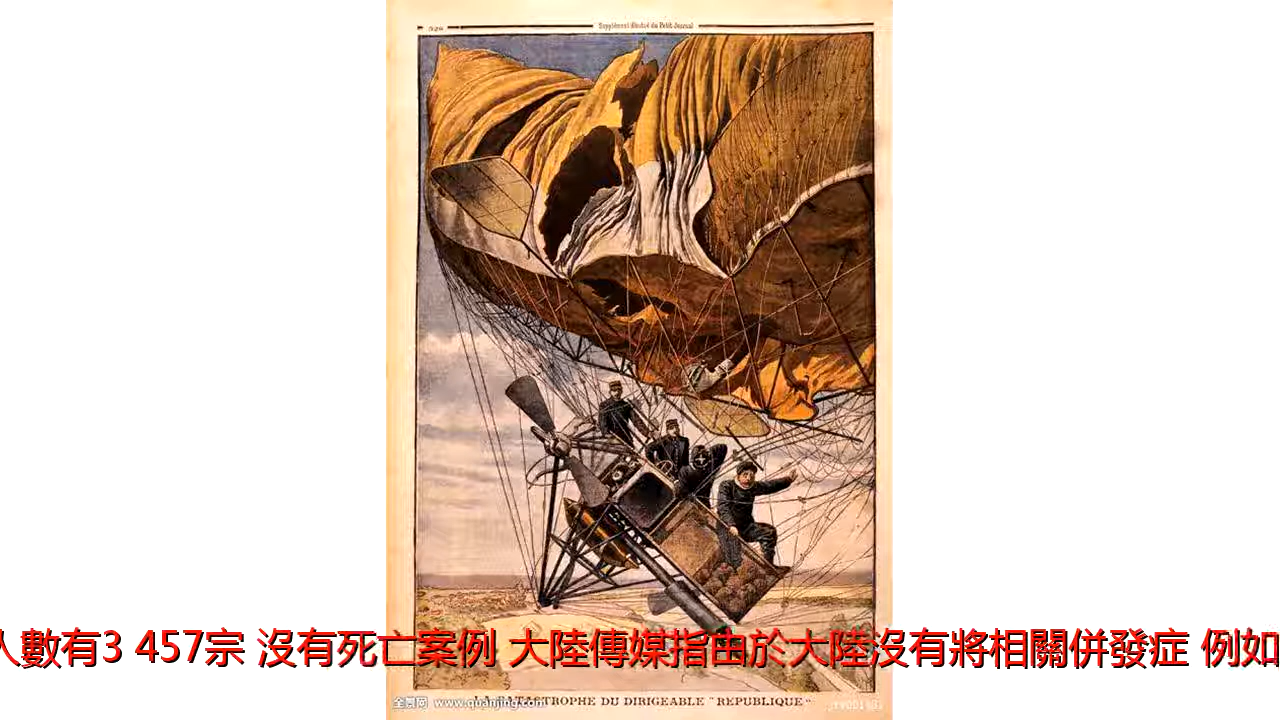 328
Supplément illustré du Petit Journal
人數有3 457宗 沒有死亡案例 大陸傳媒指由於大陸沒有將相關併發症 例如
LA CATASTROPHE DU DIRIGEABLE "REPUBLIQUE"
全景网 www.quanjing.com